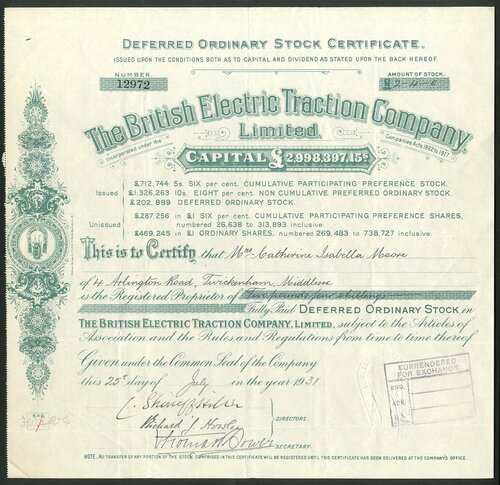 DEFERRED ORDINARY STOCK CERTIFICATE.
ISSUED UPON THE CONDITIONS BOTH AS TO CAPITAL AND DIVIDEND AS STATED UPON THE BACK HEREOF.
NUMBER
12972
AMOUNT OF STOCK.
£2-4-0
The British Electric Traction Company,
Limited.
Incorporated under the
Companies Acts 1862 to 1917
CAPITAL £2,998,397,15s
Issued
£712,744 5s SIX per cent. CUMULATIVE PARTICIPATING PREFERENCE STOCK.
£1,326,263 10s EIGHT per cent. NON CUMULATIVE PREFERRED ORDINARY STOCK.
£202,889 DEFERRED ORDINARY STOCK.
Unissued
£287,256 in £1 SIX per cent. CUMULATIVE PARTICIPATING PREFERENCE SHARES,
numbered 26,638 to 313,893 inclusive.
£469,245 in £1 ORDINARY SHARES, numbered 269,483 to 738,727 inclusive.
This is to Certify that Mrs Catherine Isabella Moore
of 4 Arlington Road, Twickenham, Middlesex
is the Registered Proprietor of Two pounds four shillings
Fully Paid DEFERRED ORDINARY STOCK in
THE BRITISH ELECTRIC TRACTION COMPANY, LIMITED, subject to the Articles of
Association and the Rules and Regulations from time to time thereof
Given under the Common Seal of the Company
this 25th day of July in the year 1931.
SURRENDERED
FOR EXCHANGE
DIRECTORS
SECRETARY.
EXD.
NOTE. NO TRANSFER OF ANY PORTION OF THE STOCK COMPRISED IN THIS CERTIFICATE WILL BE REGISTERED UNTIL THIS CERTIFICATE HAS BEEN DELIVERED AT THE COMPANY'S OFFICE.